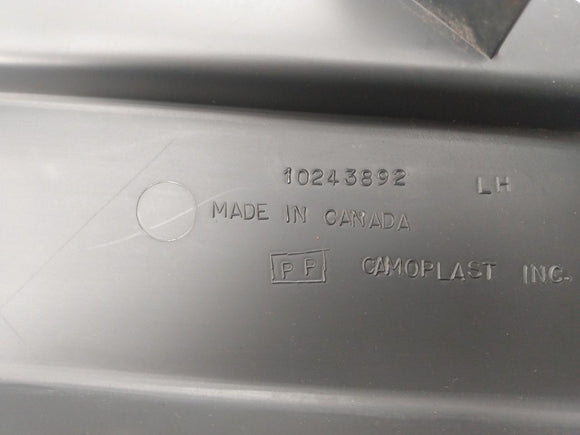 10243892 LH
MADE IN CANADA
PP CAMOPLAST INC.